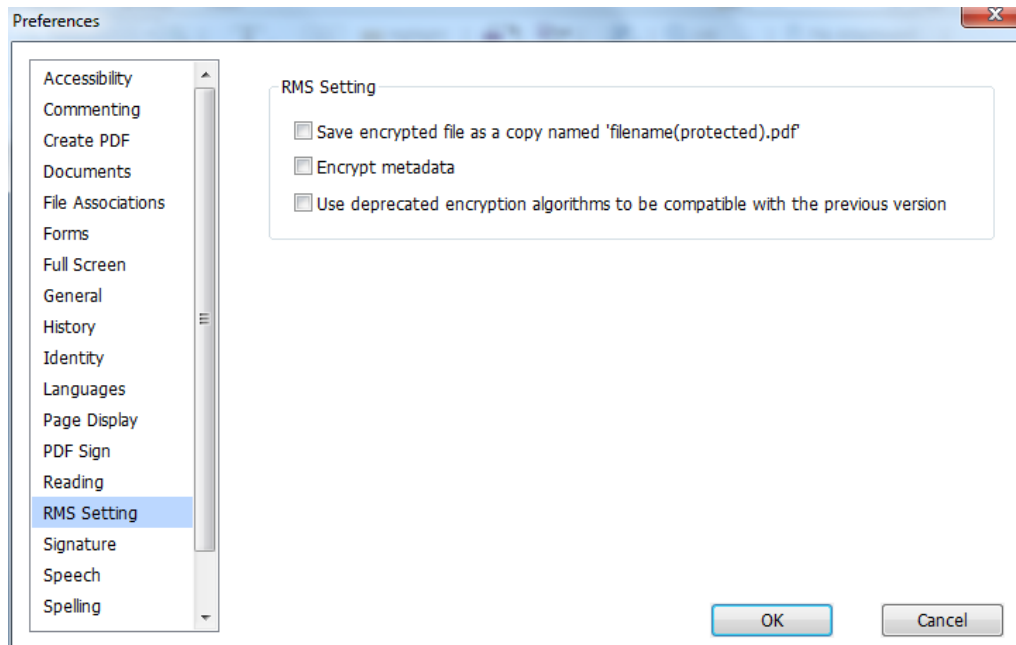 Preferences
Accessibility
Commenting
Create PDF
Documents
File Associations
Forms
Full Screen
General
History
Identity
Languages
Page Display
PDF Sign
Reading
RMS Setting
Signature
Speech
Spelling
RMS Setting
Save encrypted file as a copy named 'filename(protected).pdf'
Encrypt metadata
Use deprecated encryption algorithms to be compatible with the previous version
OK
Cancel